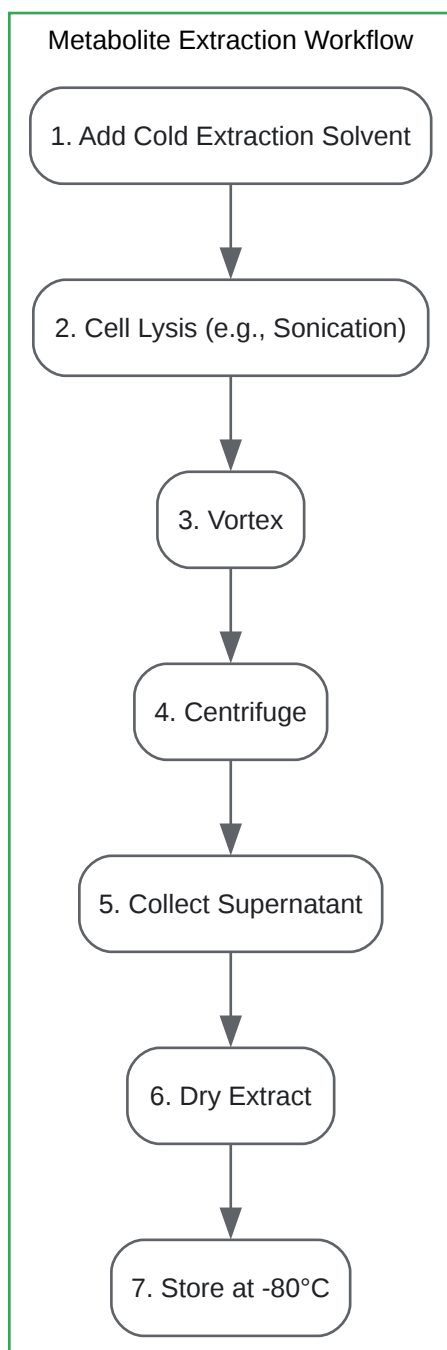 Metabolite Extraction Workflow
1. Add Cold Extraction Solvent
2. Cell Lysis (e.g., Sonication)
3. Vortex
4. Centrifuge
5. Collect Supernatant
6. Dry Extract
7. Store at -80°C